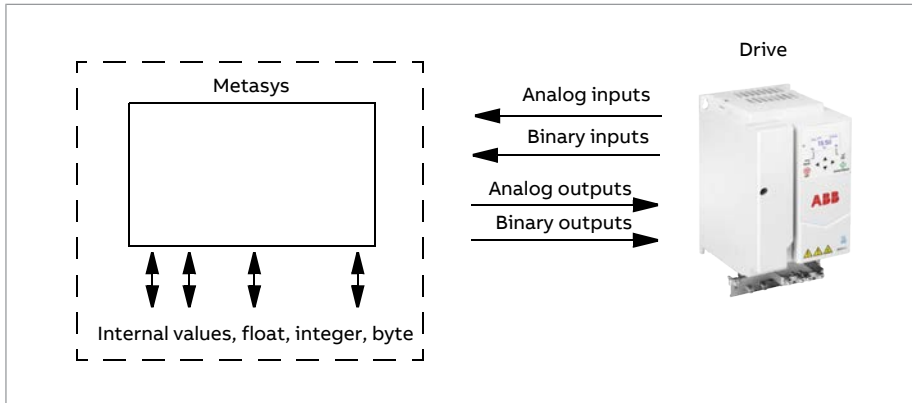 Drive
Metasys
Analog inputs
Binary inputs
Analog outputs
Binary outputs
Internal values, float, integer, byte
ABB